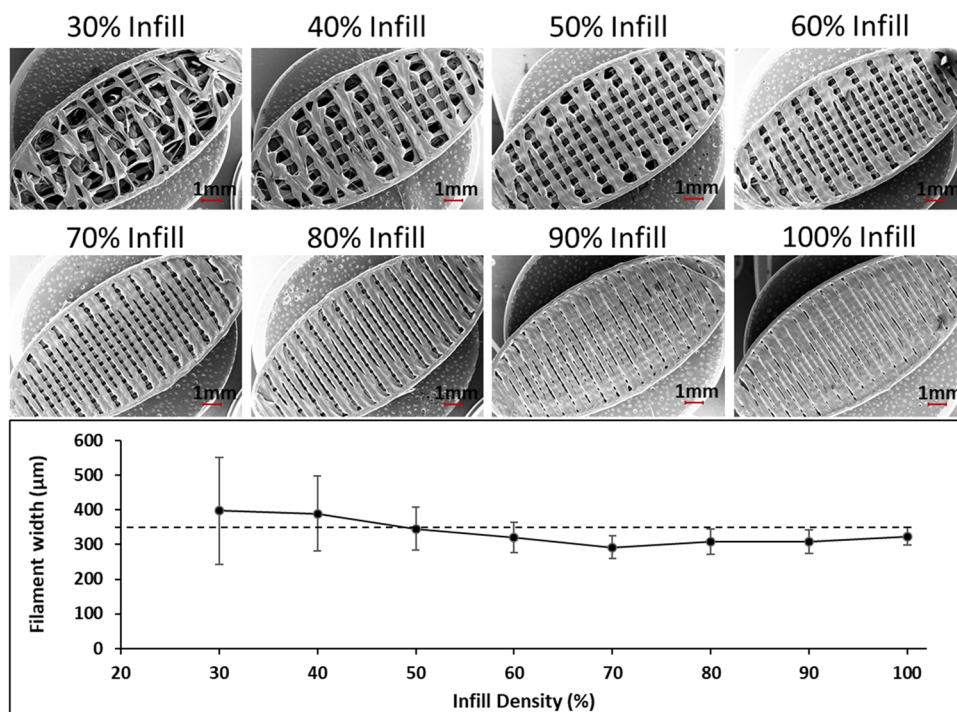 30% Infill 40% Infill 50% Infill 60% Infill
1mm 1mm 1mm 1mm
70% Infill 80% Infill 90% Infill 100% Infill
1mm 1mm 1mm 1mm
600
500
400
300
200
100
0
Filament width (µm)
20 30 40 50 60 70 80 90 100
Infill Density (%)